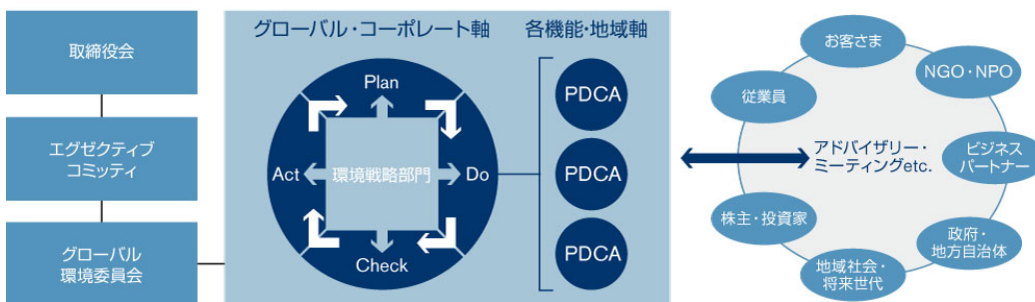 取締役会
エグゼクティブ
コミッティ
グローバル
環境委員会
グローバル・コーポレート軸
Plan
Act
環境戦略部門
Do
Check
各機能・地域軸
PDCA
PDCA
PDCA
お客さま
NGO・NPO
従業員
アドバイザリー・
ミーティングetc.
ビジネス
パートナー
株主・投資家
政府・
地方自治体
地域社会・
将来世代